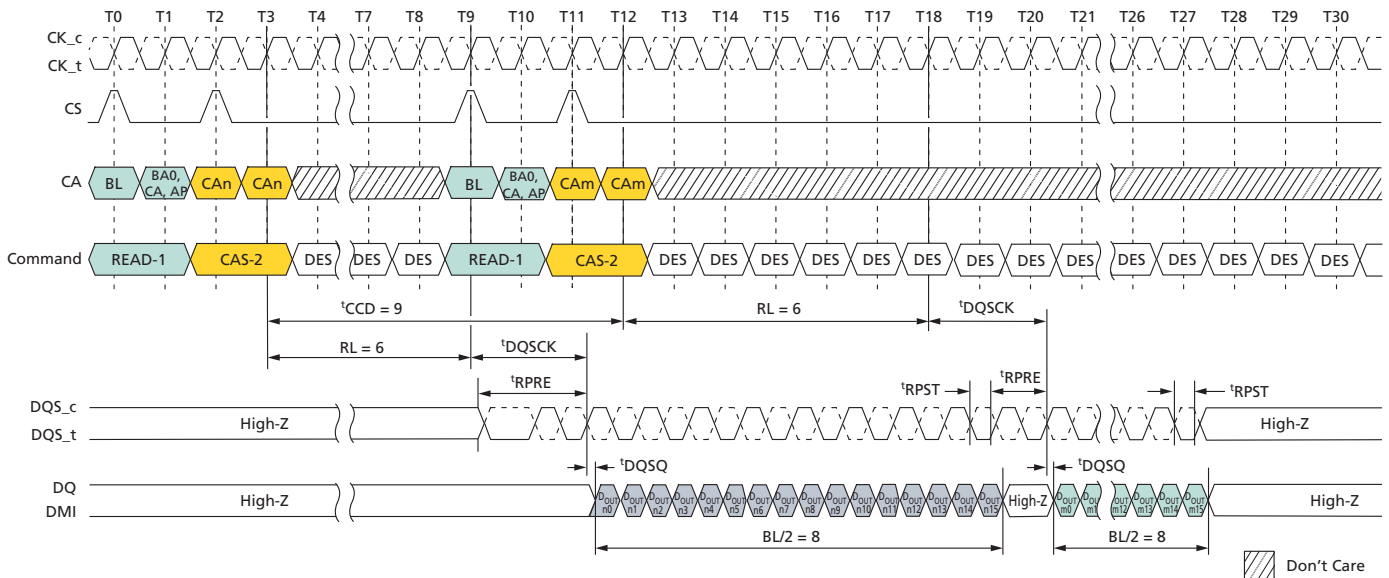 T0 T1 T2 T3 T4 T7 T8 T9 T10 T11 T12 T13 T14 T15 T16 T17 T18 T19 T20 T21 T26 T27 T28 T29 T30
CK_c
CK_t
CS
CA BL BA0, CA, AP CAn CAn BL BA0, CA, AP CAm CAm
Command READ-1 CAS-2 DES DES DES READ-1 CAS-2 DES DES DES DES DES DES DES DES DES DES DES DES DES DES
tCCD = 9 RL = 6 tDQSCK
RL = 6 tDQSCK
tRPRE tRPST tRPRE tRPST
DQS_c
DQS_t
High-Z High-Z
tDQSQ tDQSQ
DQ
DMI
High-Z DOUT n0 DOUT n1 DOUT n2 DOUT n3 DOUT n4 DOUT n5 DOUT n6 DOUT n7 DOUT n8 DOUT n9 DOUT n10 DOUT n11 DOUT n12 DOUT n13 DOUT n14 DOUT n15 High-Z DOUT m0 DOUT m1 DOUT m12 DOUT m13 DOUT m14 DOUT m15 High-Z
BL/2 = 8 BL/2 = 8
Don't Care